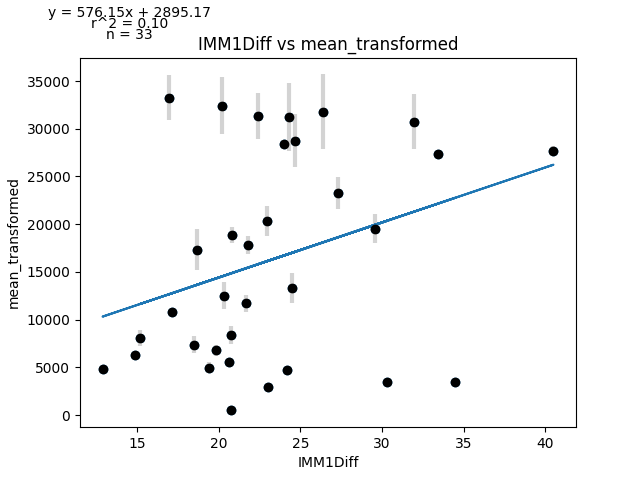 y = 576.15x + 2895.17
r^2 = 0.10
n = 33
IMM1Diff vs mean_transformed
35000
30000
25000
20000
15000
10000
5000
0
mean_transformed
15 20 25 30 35 40
IMM1Diff